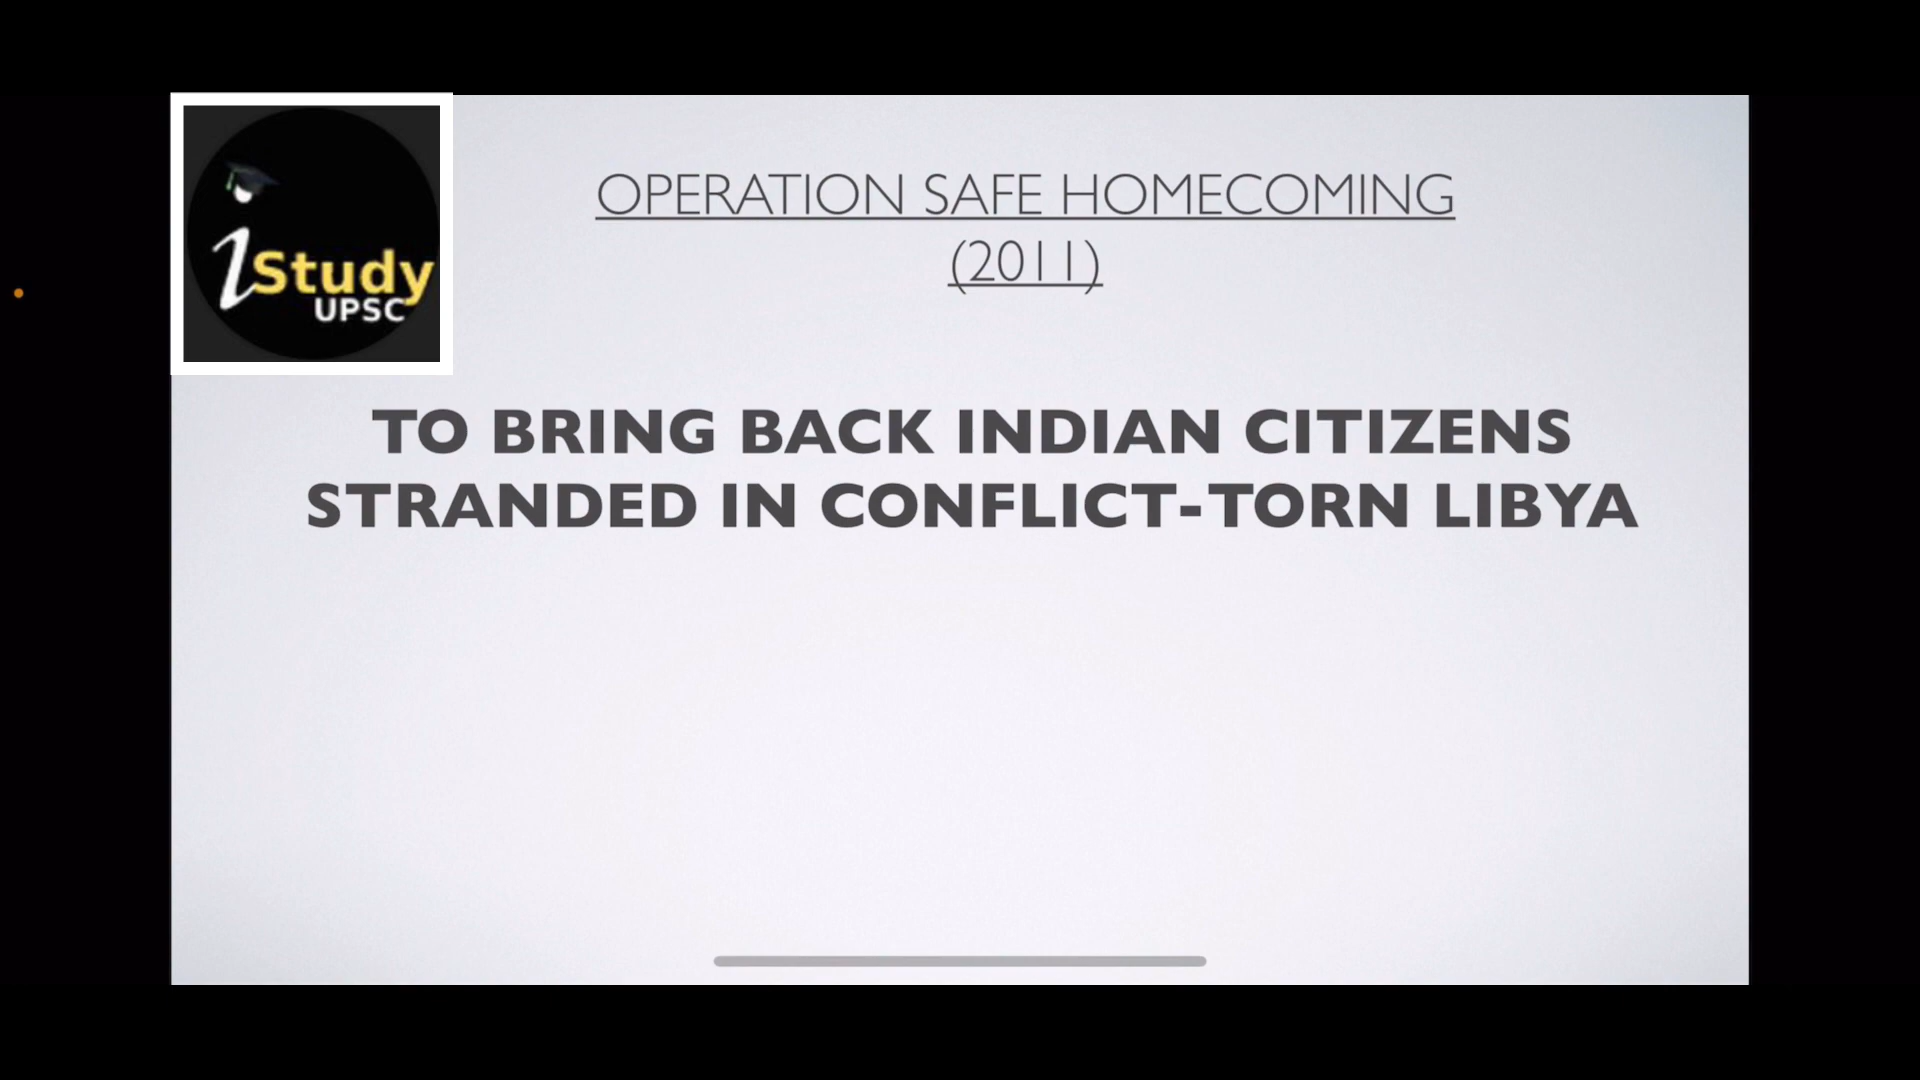 iStudy
UPSC
OPERATION SAFE HOMECOMING
(2011)
TO BRING BACK INDIAN CITIZENS
STRANDED IN CONFLICT-TORN LIBYA